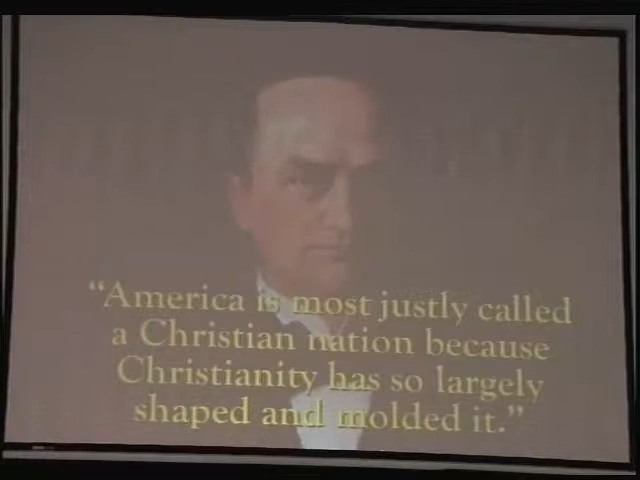 “America is most justly called
a Christian nation because
Christianity has so largely
shaped and molded it.”